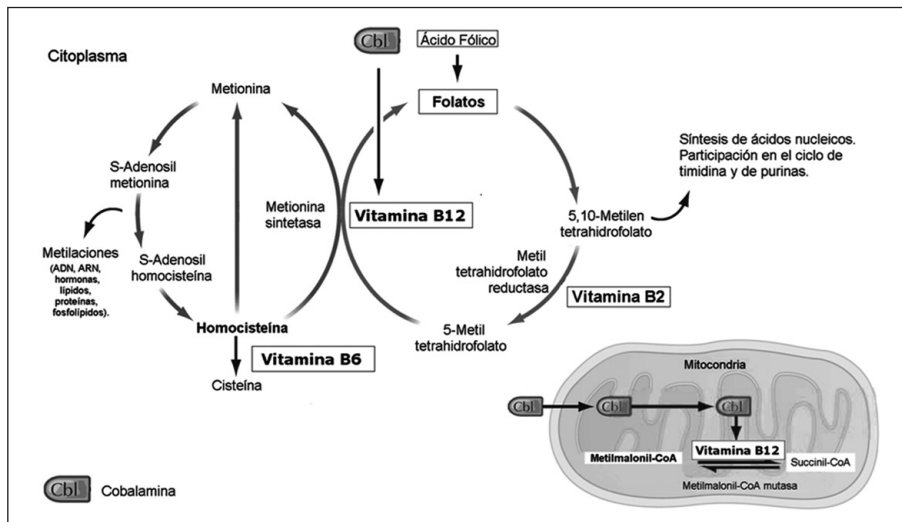 Citoplasma
Cbl
Ácido Fólico
Metionina
Folatos
S-Adenosil
metionina
Síntesis de ácidos nucleicos.
Participación en el ciclo de
timidina y de purinas.
Metionina
sintetasa
Vitamina B12
5,10-Metilen
tetrahidrofolato
Metilaciones
(ADN, ARN,
hormonas,
lípidos,
proteínas,
fosfolípidos).
S-Adenosil
homocisteína
Metil
tetrahidrofolato
reductasa
Vitamina B2
Homocisteína
5-Metil
tetrahidrofolato
Vitamina B6
Cisteína
Mitocondria
Cbl
Cbl
Cbl
Vitamina B12
Metilmalonil-CoA
Succinil-CoA
Metilmalonil-CoA mutasa
Cbl
Cobalamina